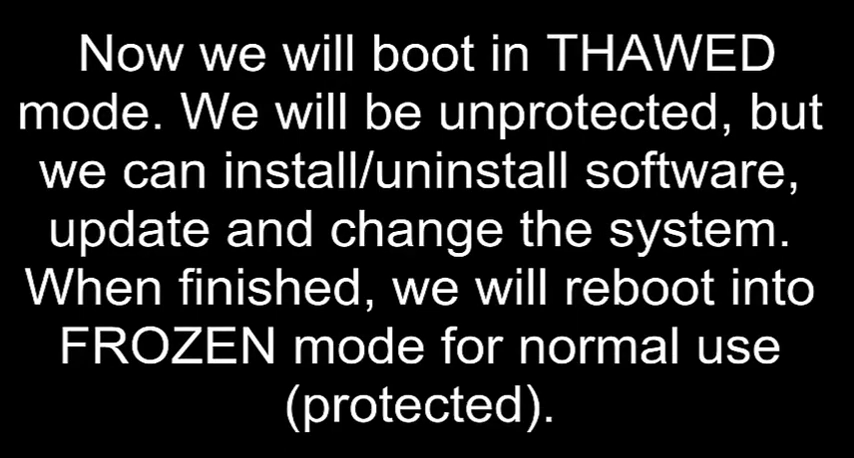 Now we will boot in THAWED
mode. We will be unprotected, but
we can install/uninstall software,
update and change the system.
When finished, we will reboot into
FROZEN mode for normal use
(protected).